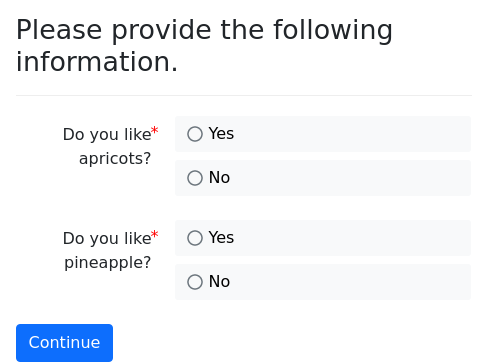 Please provide the following
information.
Do you like*
apricots?
Yes
No
Do you like*
pineapple?
Yes
No
Continue